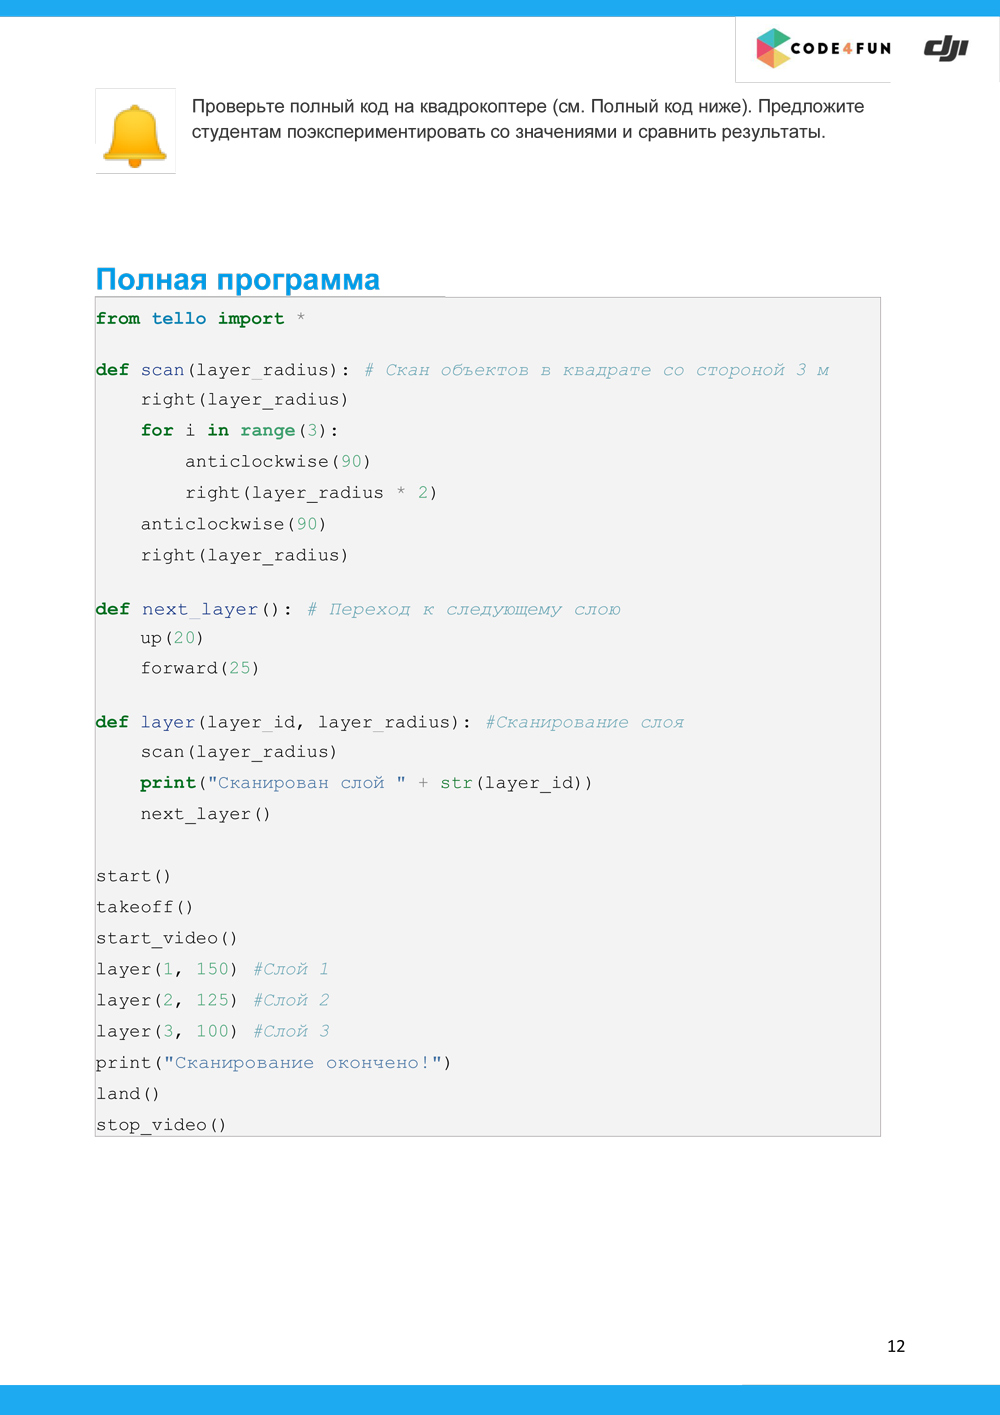 CODE4FUN dji
Проверьте полный код на квадрокоптере (см. Полный код ниже). Предложите
студентам поэкспериментировать со значениями и сравнить результаты.
Полная программа
from tello import *
def scan(layer_radius): # Скан объектов в квадрате со стороной 3 м
    right(layer_radius)
    for i in range(3):
        anticlockwise(90)
        right(layer_radius * 2)
    anticlockwise(90)
    right(layer_radius)
def next_layer(): # Переход к следующему слою
    up(20)
    forward(25)
def layer(layer_id, layer_radius): #Сканирование слоя
    scan(layer_radius)
    print("Сканирован слой " + str(layer_id))
    next_layer()
start()
takeoff()
start_video()
layer(1, 150) #Слой 1
layer(2, 125) #Слой 2
layer(3, 100) #Слой 3
print("Сканирование окончено!")
land()
stop_video()
12